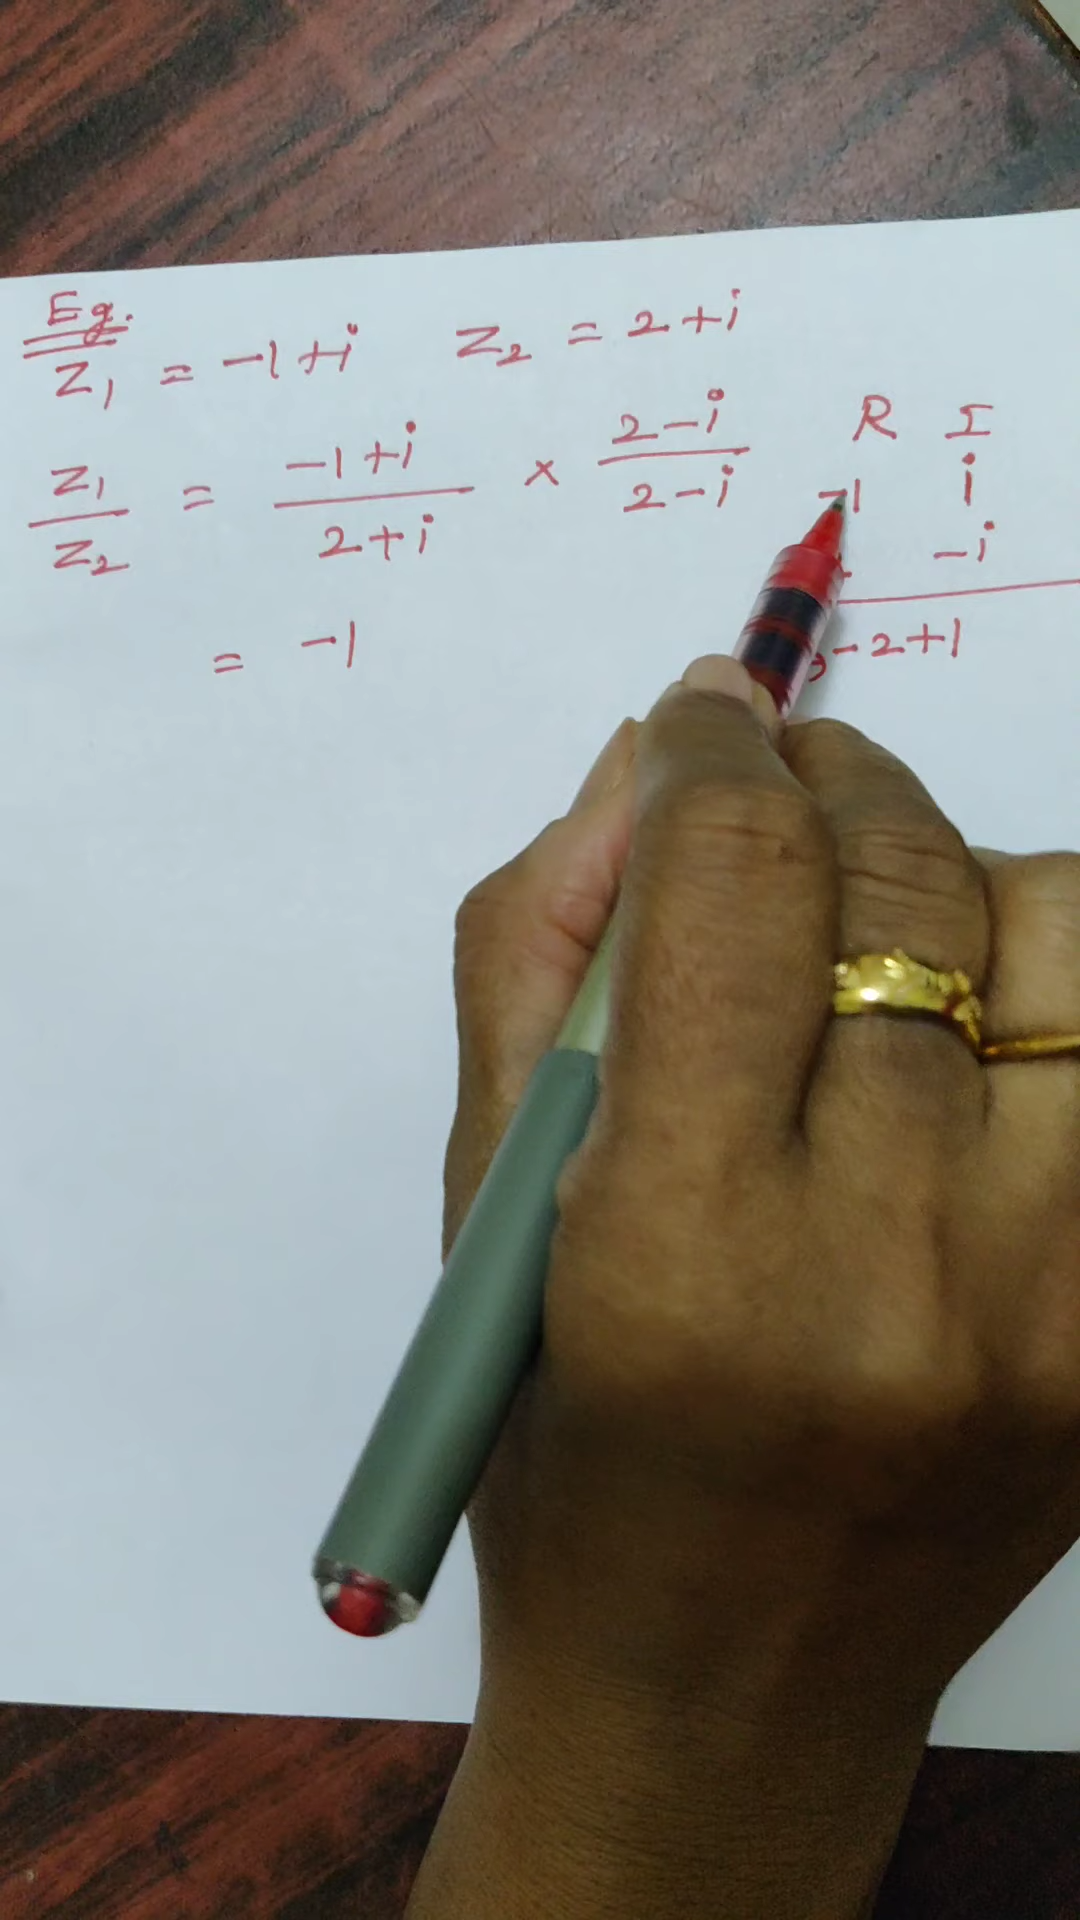 Eg.
Z₁ = -1+i Z₂ = 2+i
Z₁/Z₂ = (-1+i)/(2+i) × (2-i)/(2-i)
= -1
R I
-1 i
-i
-2+1